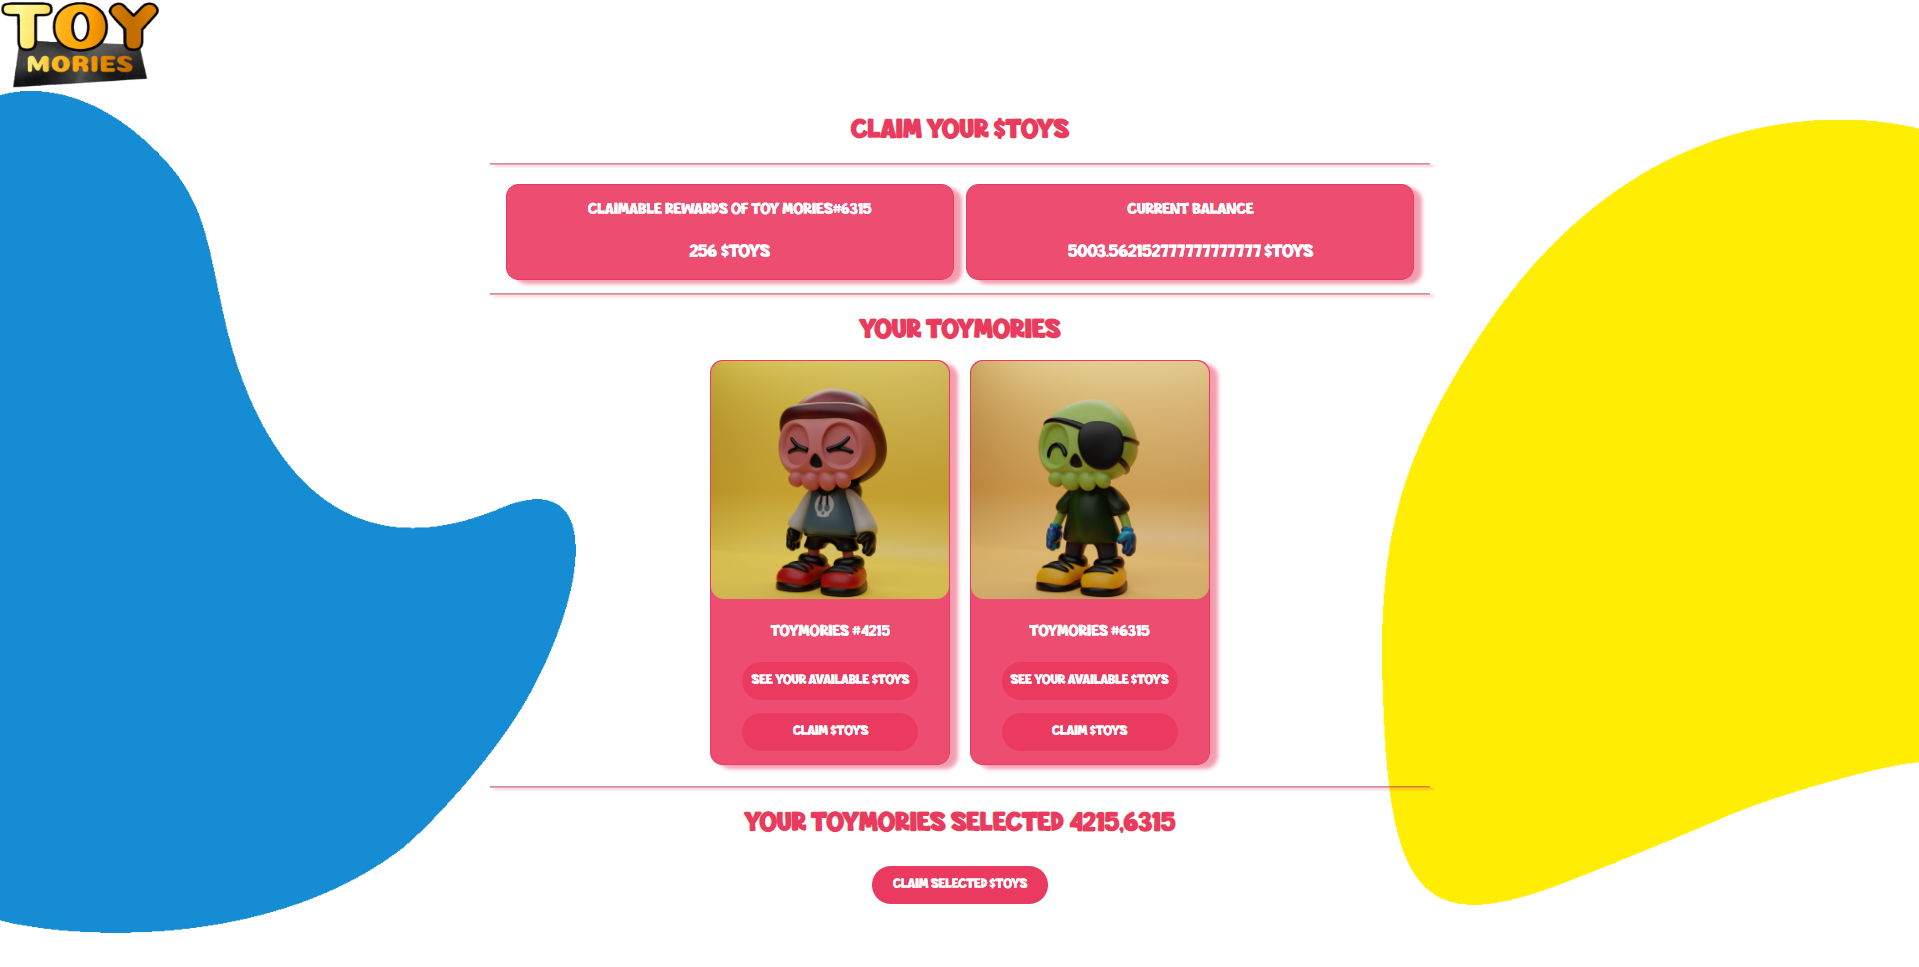 TOY
MORIES
CLAIM YOUR $TOYS
CLAIMABLE REWARDS OF TOY MORIES#6315
256 $TOYS
CURRENT BALANCE
5003.562152777777777777 $TOYS
YOUR TOYMORIES
TOYMORIES #4215
SEE YOUR AVAILABLE $TOYS
CLAIM $TOYS
TOYMORIES #6315
SEE YOUR AVAILABLE $TOYS
CLAIM $TOYS
YOUR TOYMORIES SELECTED 4215,6315
CLAIM SELECTED $TOYS